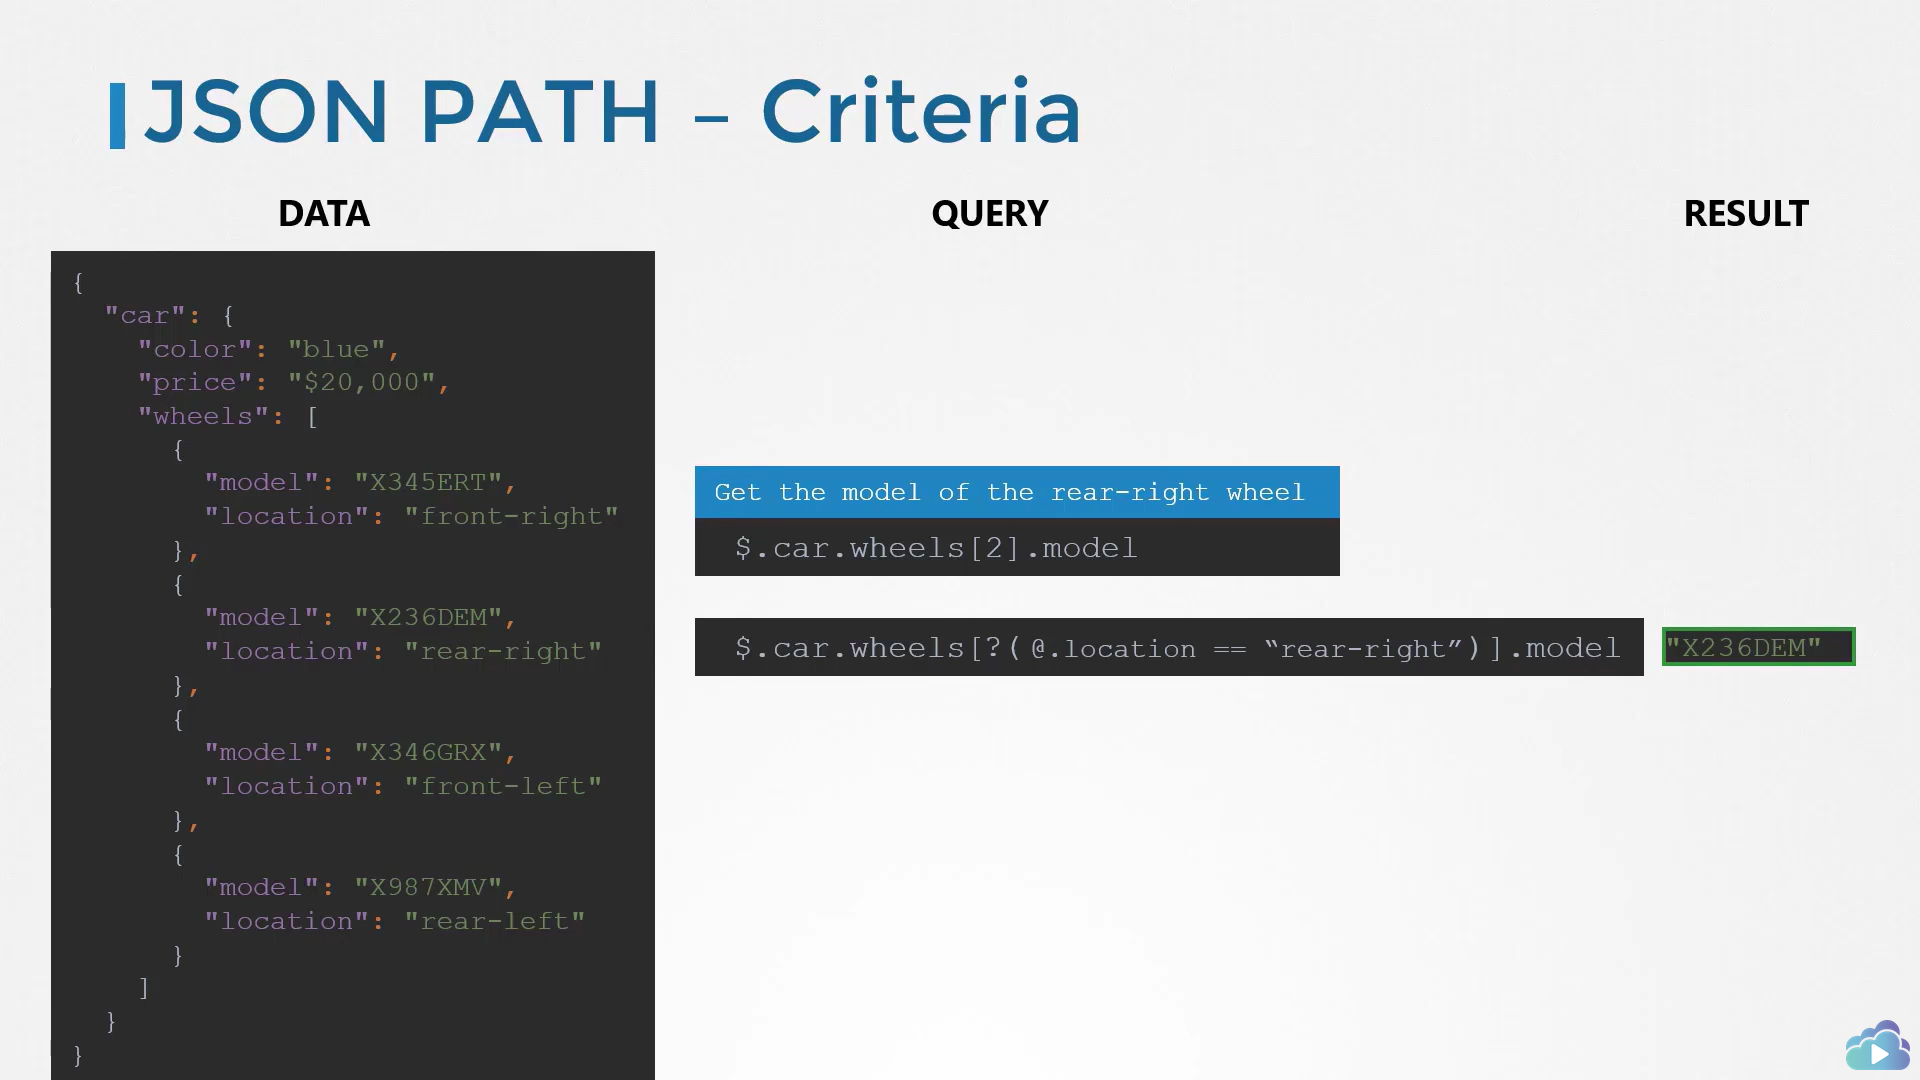 JSON PATH – Criteria
DATA
QUERY
RESULT
{
"car": {
"color": "blue",
"price": "$20,000",
"wheels": [
{
"model": "X345ERT",
"location": "front-right"
},
{
"model": "X236DEM",
"location": "rear-right"
},
{
"model": "X346GRX",
"location": "front-left"
},
{
"model": "X987XMV",
"location": "rear-left"
}
]
}
}
Get the model of the rear-right wheel
$.car.wheels[2].model
$.car.wheels[?(@.location == “rear-right”)].model
"X236DEM"